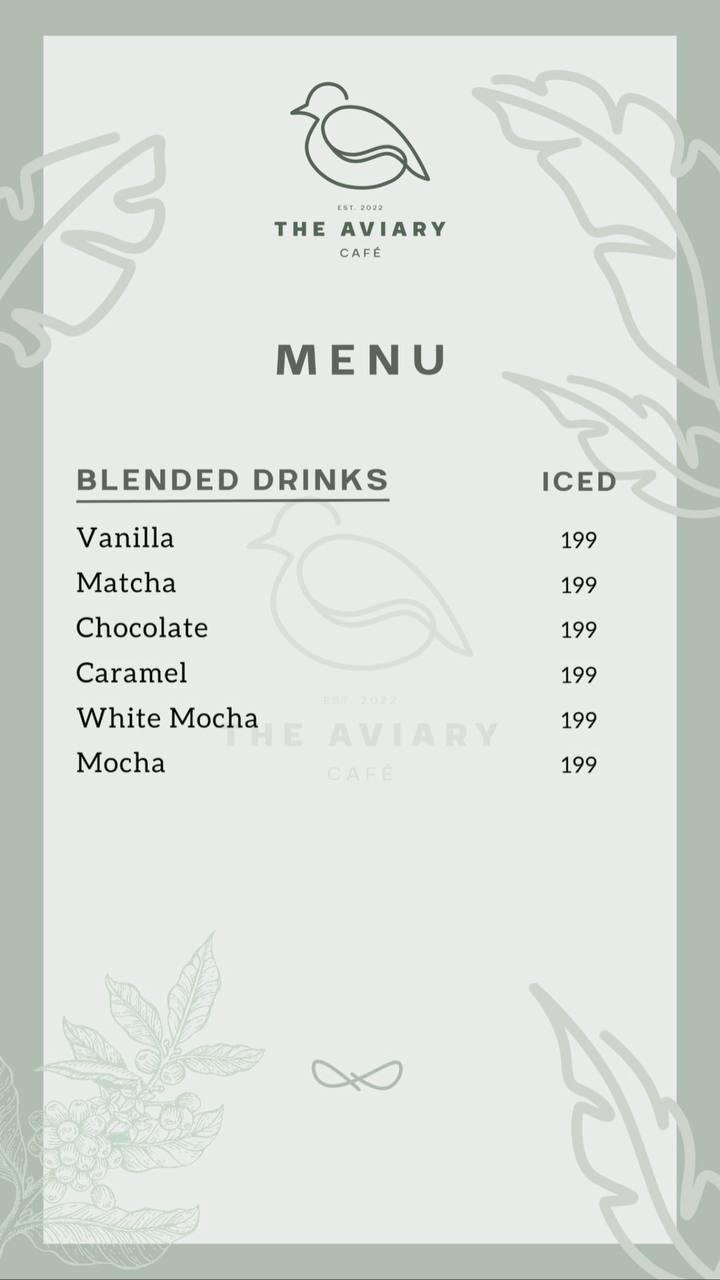 EST. 2022
THE AVIARY
CAFÉ
MENU
BLENDED DRINKS ICED
Vanilla 199
Matcha 199
Chocolate 199
Caramel 199
White Mocha 199
Mocha 199
EST. 2022
THE AVIARY
CAFÉ